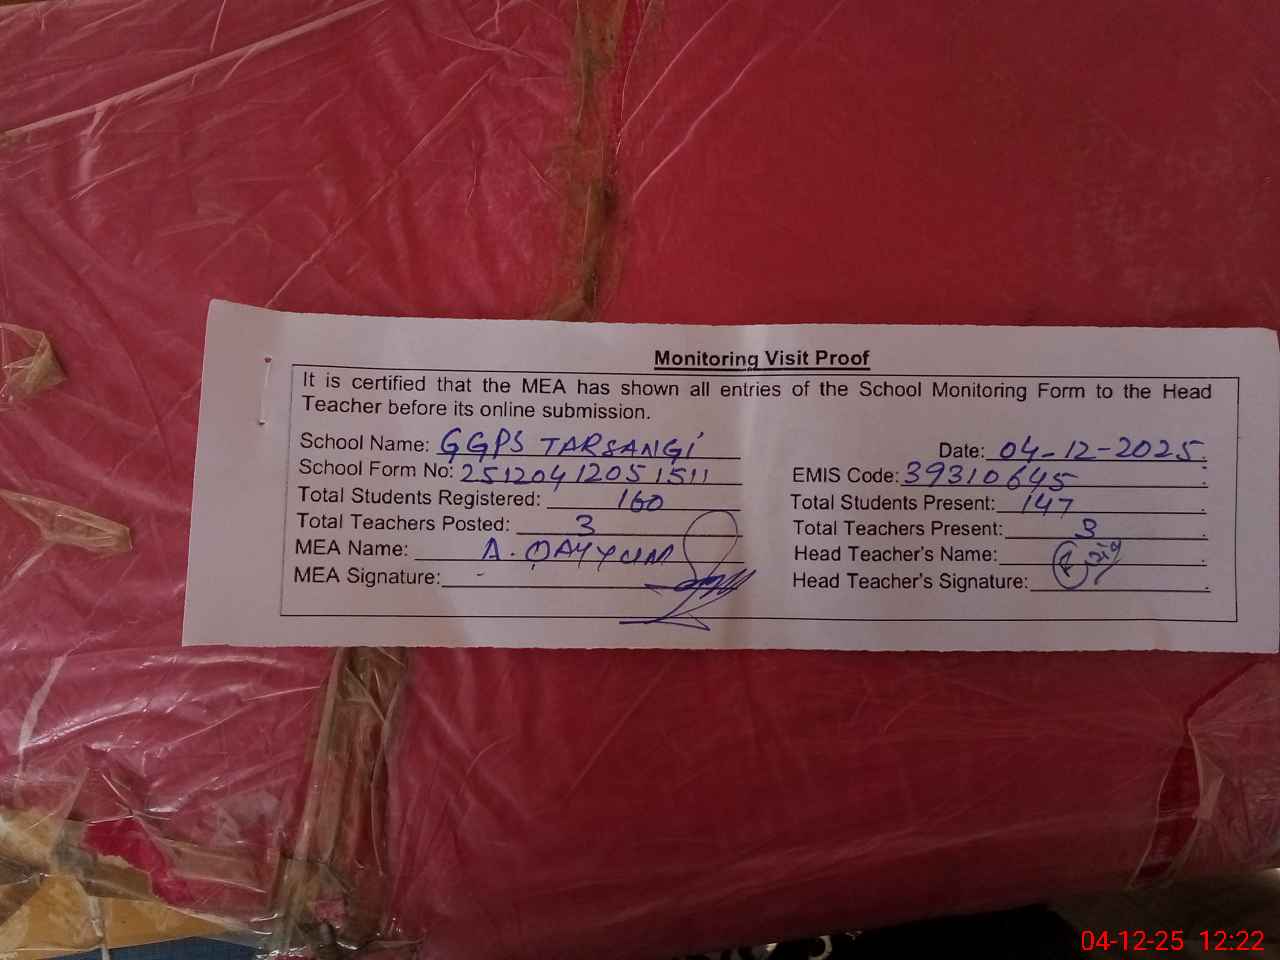 Monitoring Visit Proof
It is certified that the MEA has shown all entries of the School Monitoring Form to the Head
Teacher before its online submission.
School Name: GGPS TARSANGI Date: 04-12-2025
School Form No: 25120412051511 EMIS Code: 39310645
Total Students Registered: 160 Total Students Present: 147
Total Teachers Posted: 3 Total Teachers Present: 3
MEA Name: A. QAYYUM Head Teacher's Name:
MEA Signature: Head Teacher's Signature:
04-12-25 12:22